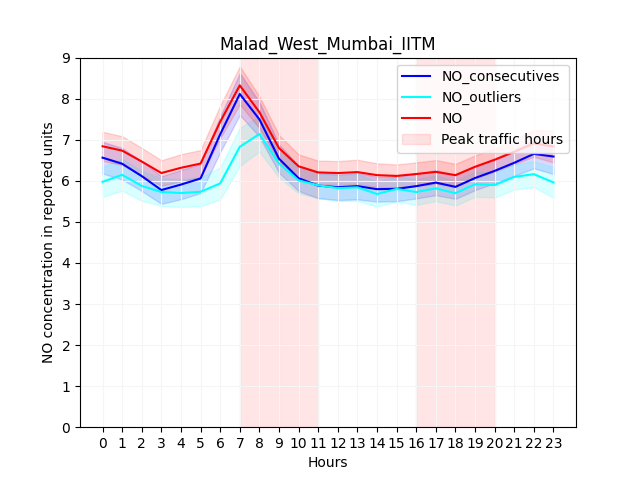 Malad_West_Mumbai_IITM
NO concentration in reported units
9
8
7
6
5
4
3
2
1
0
NO_consecutives
NO_outliers
NO
Peak traffic hours
0 1 2 3 4 5 6 7 8 9 10 11 12 13 14 15 16 17 18 19 20 21 22 23
Hours